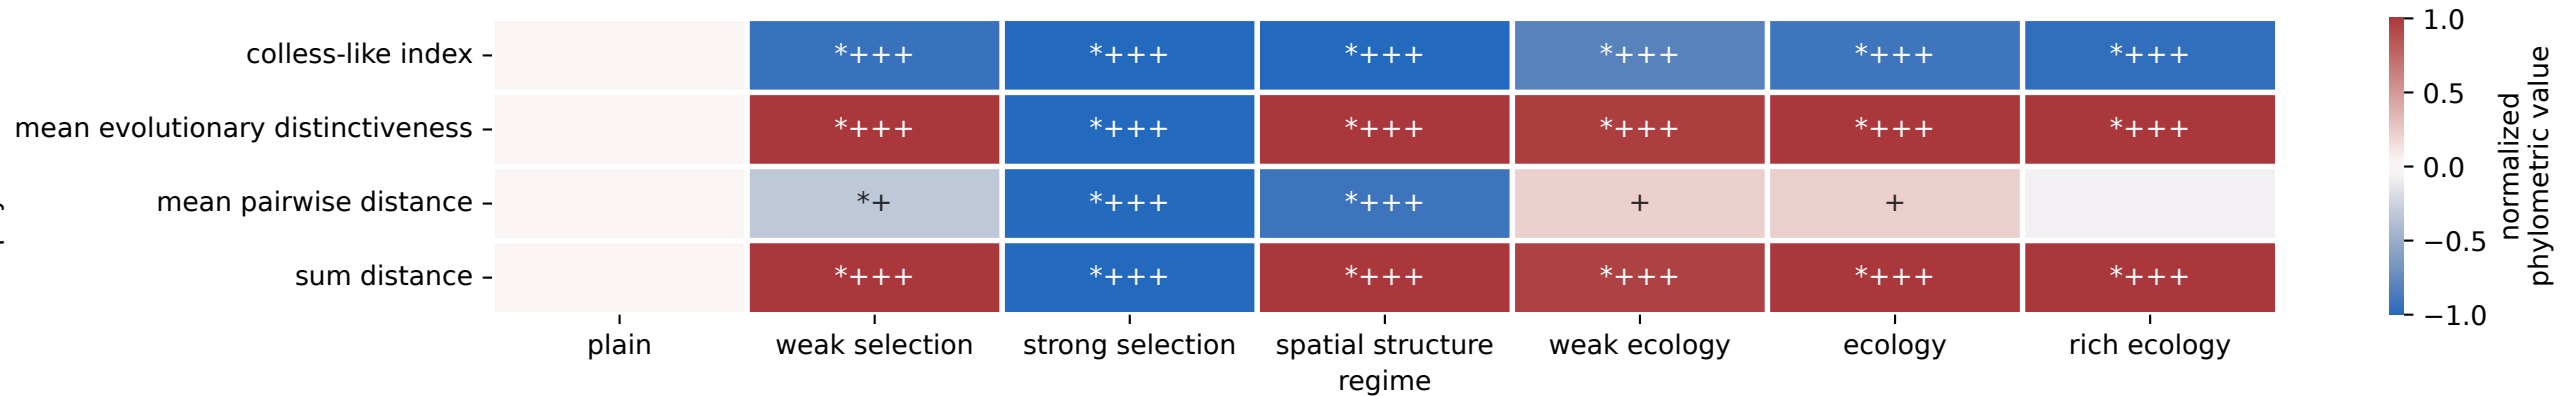 colless-like index *+++ *+++ *+++ *+++ *+++ *+++
mean evolutionary distinctiveness *+++ *+++ *+++ *+++ *+++ *+++
mean pairwise distance *+ *+++ *+++ + +
sum distance *+++ *+++ *+++ *+++ *+++ *+++
plain weak selection strong selection spatial structure weak ecology ecology rich ecology
regime
1.0
0.5
0.0
−0.5
−1.0
normalized
phylometric value